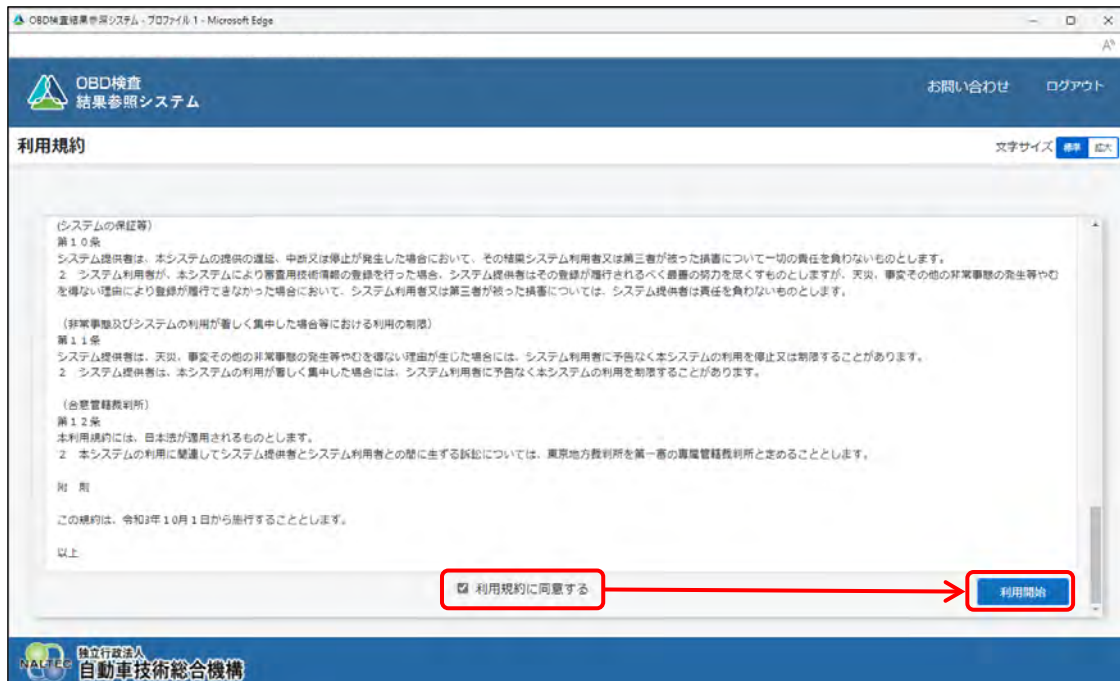 OBD検査結果参照システム - プロファイル 1 - Microsoft Edge
OBD検査
結果参照システム
お問い合わせ ログアウト
利用規約
文字サイズ 標準 拡大
(システムの保証等)
第10条
システム提供者は、本システムの提供の遅延、中断又は停止が発生した場合において、その結果システム利用者又は第三者が被った損害について一切の責任を負わないものとします。
2 システム利用者が、本システムにより審査用技術情報の登録を行った場合、システム提供者はその登録が履行されるべく最善の努力を尽くすものとしますが、天災、事変その他の非常事態の発生等やむ
を得ない理由により登録が履行できなかった場合において、システム利用者又は第三者が被った損害については、システム提供者は責任を負わないものとします。
（非常事態及びシステムの利用が著しく集中した場合等における利用の制限）
第11条
システム提供者は、天災、事変その他の非常事態の発生等やむを得ない理由が生じた場合には、システム利用者に予告なく本システムの利用を停止又は制限することがあります。
2 システム提供者は、本システムの利用が著しく集中した場合には、システム利用者に予告なく本システムの利用を制限することがあります。
（合意管轄裁判所）
第12条
本利用規約には、日本法が適用されるものとします。
2 本システムの利用に関連してシステム提供者とシステム利用者との間に生ずる訴訟については、東京地方裁判所を第一審の専属管轄裁判所と定めることとします。
附 則
この規約は、令和3年10月1日から施行することとします。
以上
利用規約に同意する
利用開始
NALTEC
独立行政法人
自動車技術総合機構